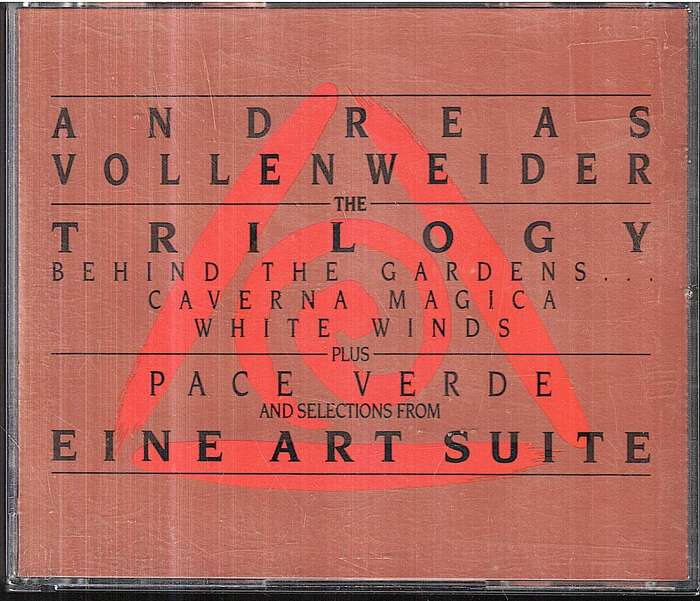 ANDREAS
VOLLENWEIDER
THE
TRILOGY
BEHIND THE GARDENS...
CAVERNA MAGICA
WHITE WINDS
PLUS
PACE VERDE
AND SELECTIONS FROM
EINE ART SUITE